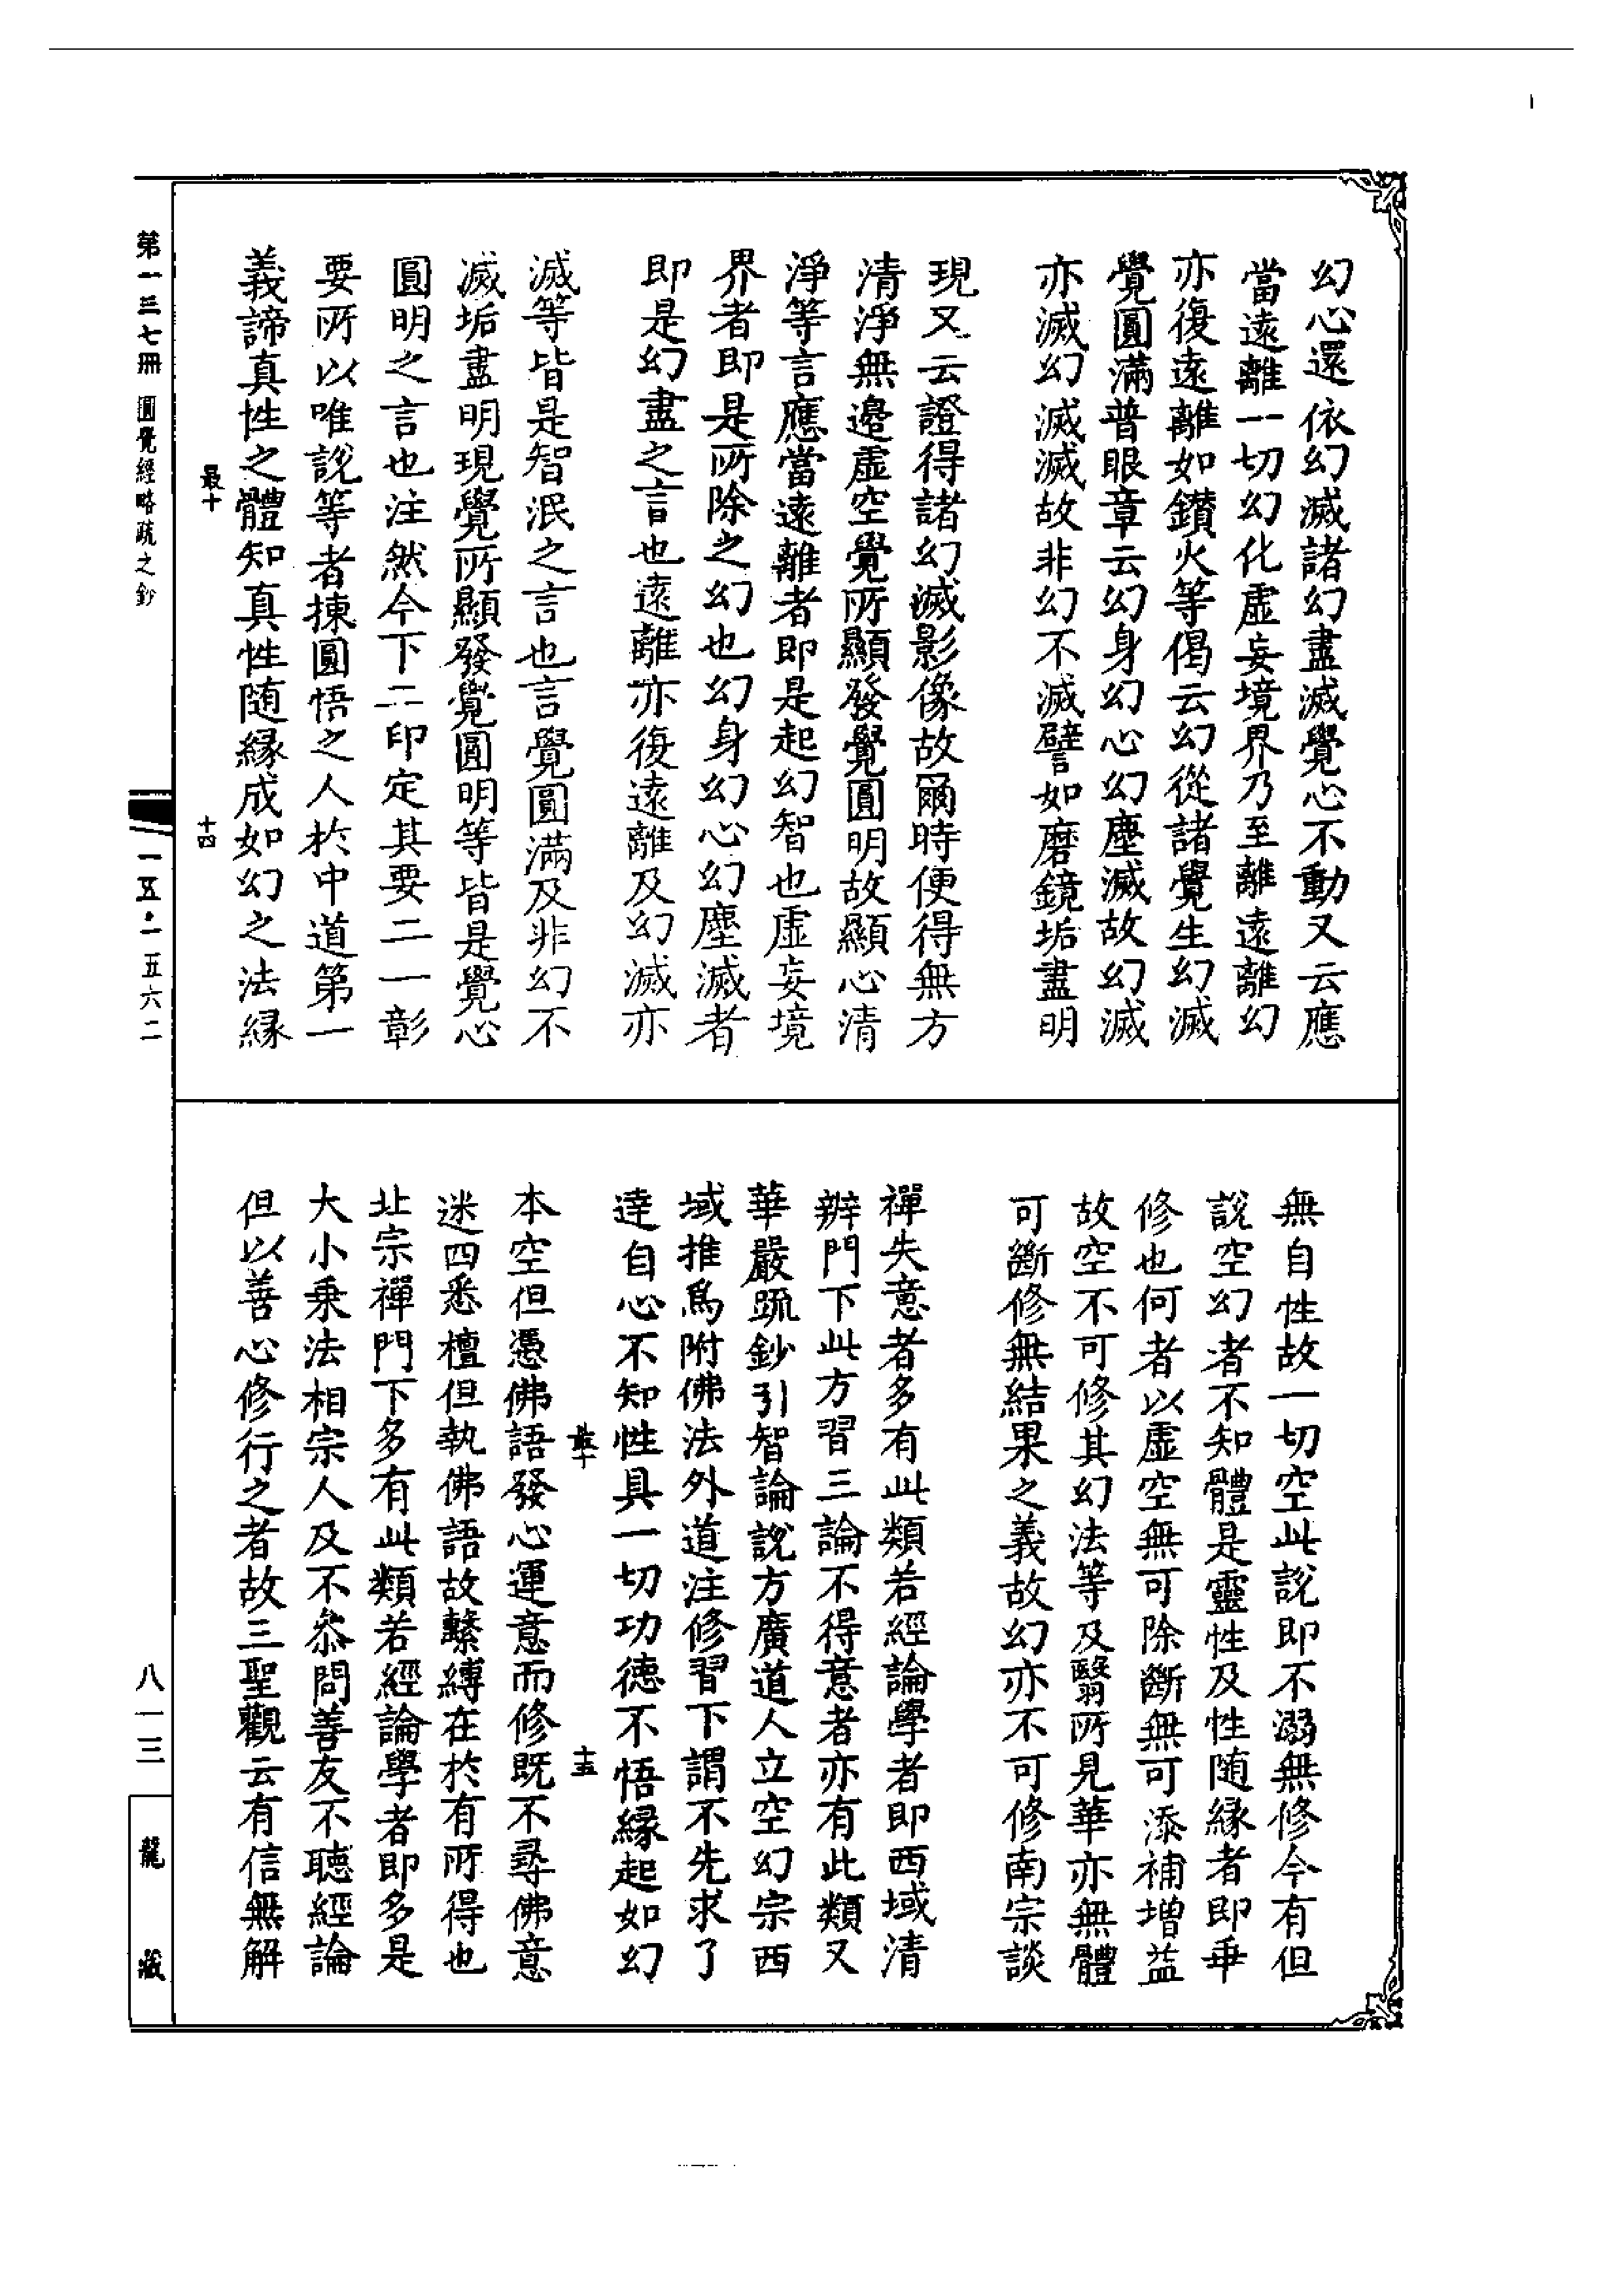 幻心還依幻滅諸幻盡滅覺心不動又云應
當遠離一切幻化虛妄境界乃至離遠離幻
亦復遠離如鑽火等偈云幻從諸覺生幻滅
覺圓滿普眼章云幻身幻心幻塵滅故幻滅
亦滅幻滅滅故非幻不滅譬如磨鏡垢盡明
現又云證得諸幻滅影像故爾時便得無方
清淨無邊虛空覺所顯發覺圓明故顯心清
淨等言應當遠離者即是起幻智也虛妄境
界者即是所除之幻也幻身幻心幻塵滅者
即是幻盡之言也遠離亦復遠離及幻滅亦
滅等皆是智泯之言也言覺圓滿及非幻不
滅垢盡明現覺所顯發覺圓明等皆是覺心
圓明之言也注然今下二印定其要二一彰
要所以唯說等者揀圓悟之人於中道第一
義諦真性之體知真性隨緣成如幻之法緣
最十
十四
無自性故一切空此說即不溺無修今有但
說空幻者不知體是靈性及性隨緣者即乖
修也何者以虛空無可除斷無可添補增益
故空不可修其幻法等及翳所見華亦無體
可斷修無結果之義故幻亦不可修南宗談
禪失意者多有此類若經論學者即西域清
辨門下此方習三論不得意者亦有此類又
華嚴疏鈔引智論說方廣道人立空幻宗西
域推為附佛法外道注修習下謂不先求了
達自心不知性具一切功德不悟緣起如幻
最十
十五
本空但憑佛語發心運意而修既不尋佛意
迷四悉檀但執佛語故繫縛在於有所得也
北宗禪門下多有此類若經論學者即多是
大小乘法相宗人及不叅問善友不聽經論
但以善心修行之者故三聖觀云有信無解
第一三七冊 圓覺經略疏之鈔
一五·一五六二
八一三
龍藏